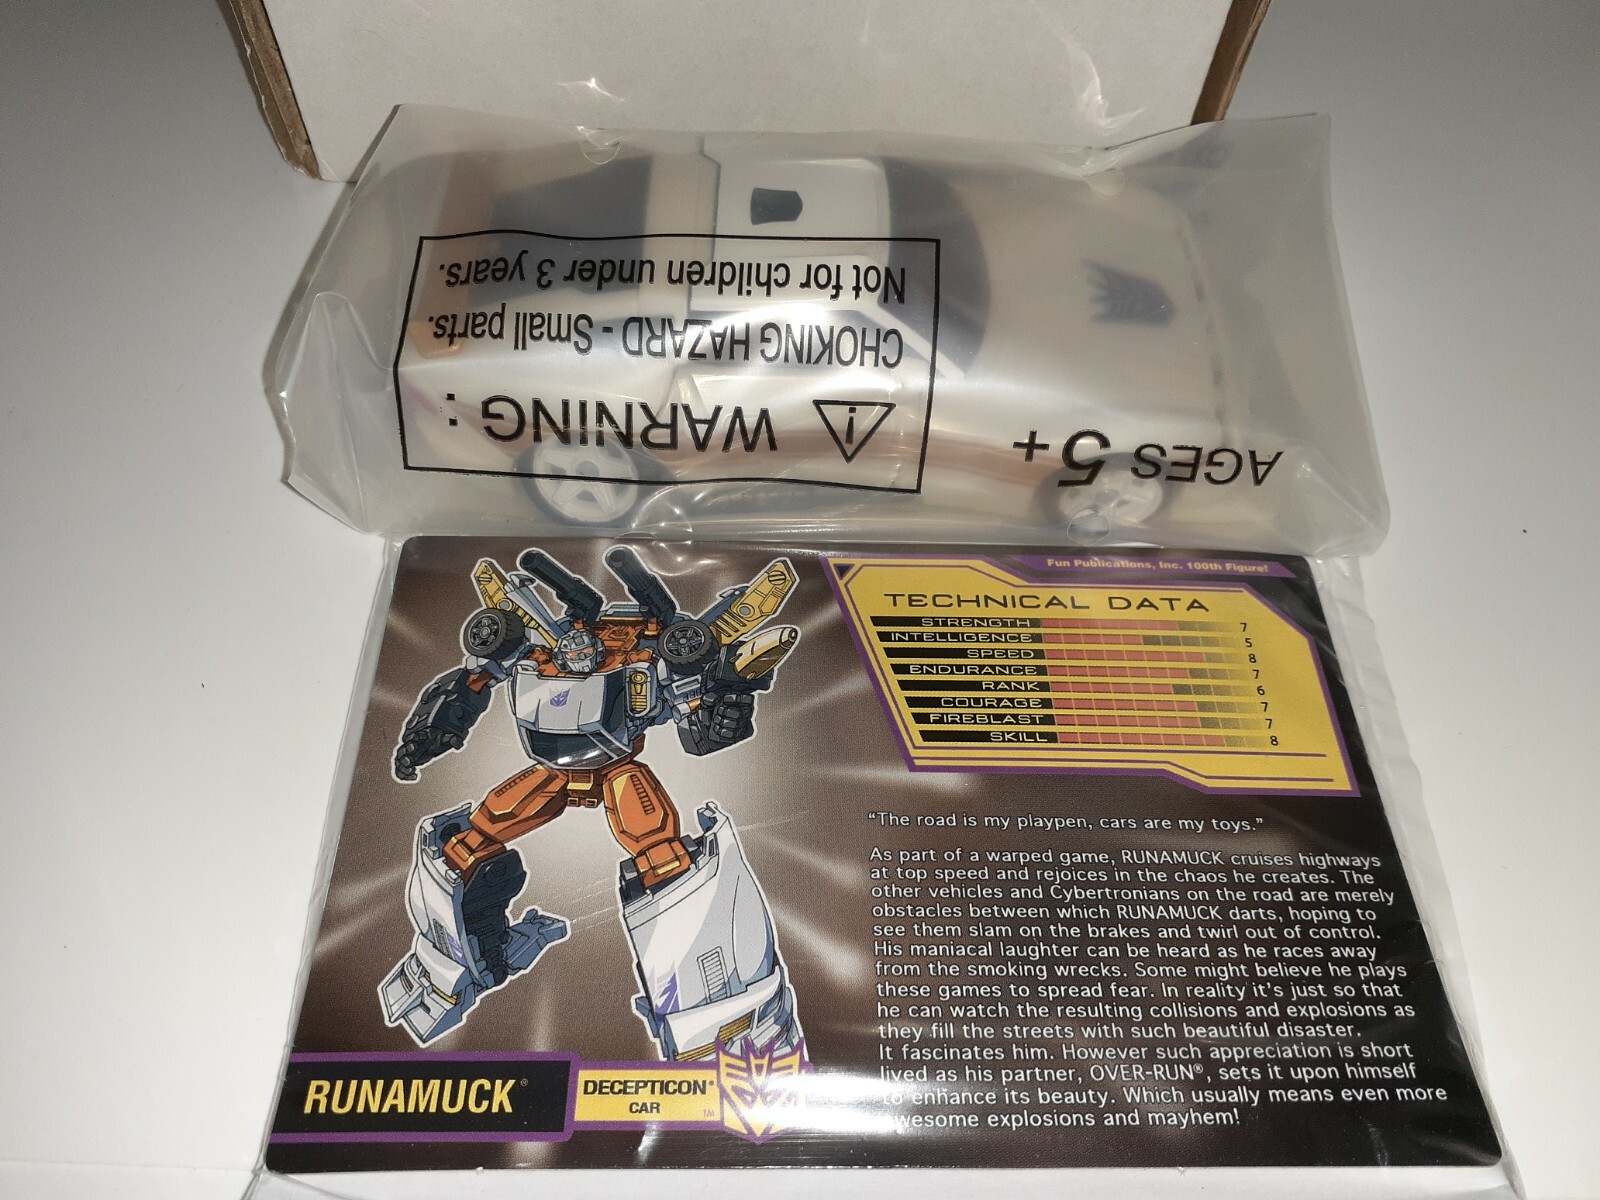 WARNING :
CHOKING HAZARD - Small parts.
Not for children under 3 years.
AGES 5+
Fun Publications, Inc. 100th Figure!
TECHNICAL DATA
STRENGTH 7
INTELLIGENCE 5
SPEED 8
ENDURANCE 7
RANK 6
COURAGE 7
FIREBLAST 7
SKILL 8
“The road is my playpen, cars are my toys.”
As part of a warped game, RUNAMUCK cruises highways
at top speed and rejoices in the chaos he creates. The
other vehicles and Cybertronians on the road are merely
obstacles between which RUNAMUCK darts, hoping to
see them slam on the brakes and twirl out of control.
His maniacal laughter can be heard as he races away
from the smoking wrecks. Some might believe he plays
these games to spread fear. In reality it's just so that
he can watch the resulting collisions and explosions as
they fill the streets with such beautiful disaster.
It fascinates him. However such appreciation is short
lived as his partner, OVER-RUN®, sets it upon himself
to enhance its beauty. Which usually means even more
awesome explosions and mayhem!
RUNAMUCK®
DECEPTICON®
CAR
TM